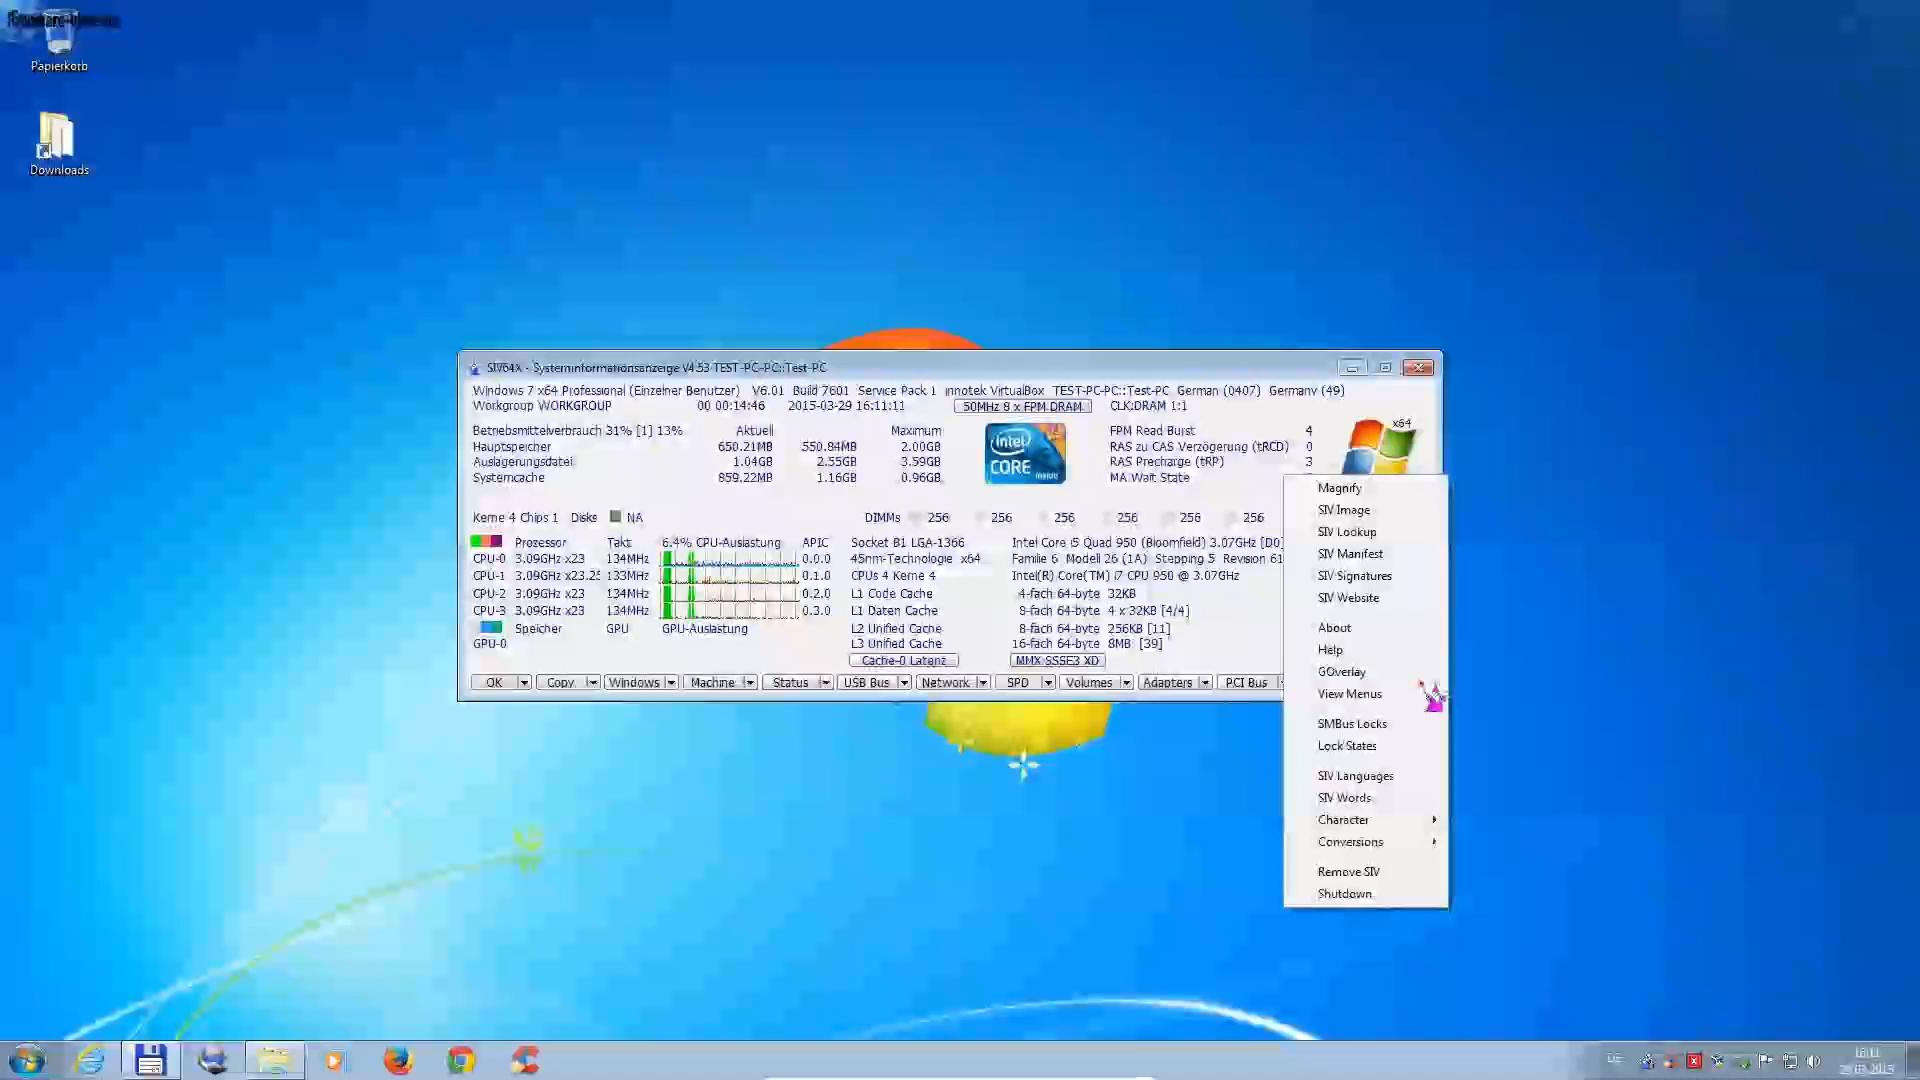 Papierkorb
Downloads
SIV64X - Systeminformationsanzeige V4.53 TEST-PC-PC::Test-PC
Windows 7 x64 Professional (Einzelner Benutzer) V6.01 Build 7601 Service Pack 1 innotek VirtualBox TEST-PC-PC::Test-PC German (0407) Germany (49)
Workgroup WORKGROUP 00 00:14:46 2015-03-29 16:11:11 50MHz 8 x FPM DRAM CLK:DRAM 1:1
x64
Betriebsmittelverbrauch 31% [1] 13% Aktuell Maximum FPM Read Burst 4
Hauptspeicher 650.21MB 550.84MB 2.00GB RAS zu CAS Verzögerung (tRCD) 0
Auslagerungsdatei 1.04GB 2.55GB 3.59GB RAS Precharge (tRP) 3
Systemcache 859.22MB 1.16GB 0.96GB MA Wait State
intel CORE inside
Kerne 4 Chips 1 Disks NA DIMMs 256 256 256 256 256 256
Prozessor Takt 6.4% CPU-Auslastung APIC Socket B1 LGA-1366 Intel Core i5 Quad 950 (Bloomfield) 3.07GHz [D0]
CPU-0 3.09GHz x23 134MHz 0.0.0 45nm-Technologie x64 Familie 6 Modell 26 (1A) Stepping 5 Revision 61
CPU-1 3.09GHz x23.25 133MHz 0.1.0 CPUs 4 Kerne 4 Intel(R) Core(TM) i7 CPU 950 @ 3.07GHz
CPU-2 3.09GHz x23 134MHz 0.2.0 L1 Code Cache 4-fach 64-byte 32KB
CPU-3 3.09GHz x23 134MHz 0.3.0 L1 Daten Cache 8-fach 64-byte 4 x 32KB [4/4]
Speicher GPU GPU-Auslastung L2 Unified Cache 8-fach 64-byte 256KB [11]
GPU-0 L3 Unified Cache 16-fach 64-byte 8MB [39]
Cache-0 Latenz MMX SSSE3 XD
OK Copy Windows Machine Status USB Bus Network SPD Volumes Adapters PCI Bus
Magnify
SIV Image
SIV Lookup
SIV Manifest
SIV Signatures
SIV Website
About
Help
GOverlay
View Menus
SMBus Locks
Lock States
SIV Languages
SIV Words
Character
Conversions
Remove SIV
Shutdown
DE
16:11